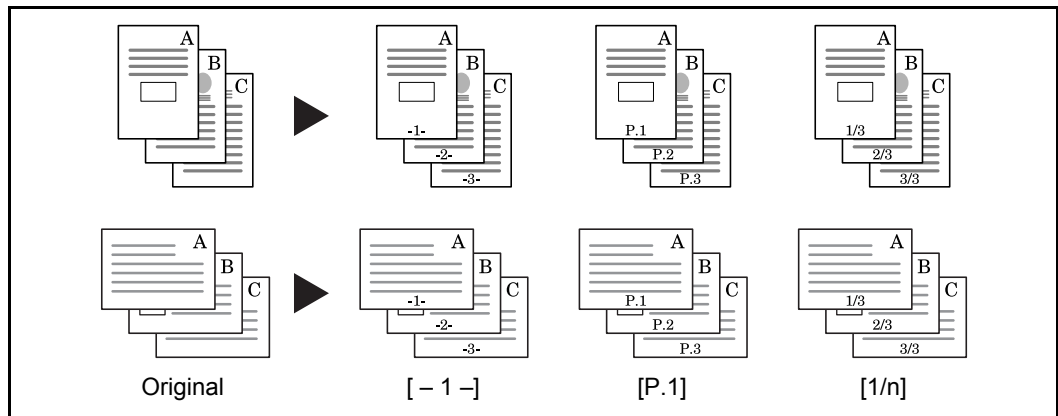 A
B
C
A
B
C
-1-
-2-
-3-
A
B
C
P.1
P.2
P.3
A
B
C
1/3
2/3
3/3
A
B
C
A
B
C
-1-
-2-
-3-
A
B
C
P.1
P.2
P.3
A
B
C
1/3
2/3
3/3
Original
[ – 1 –]
[P.1]
[1/n]